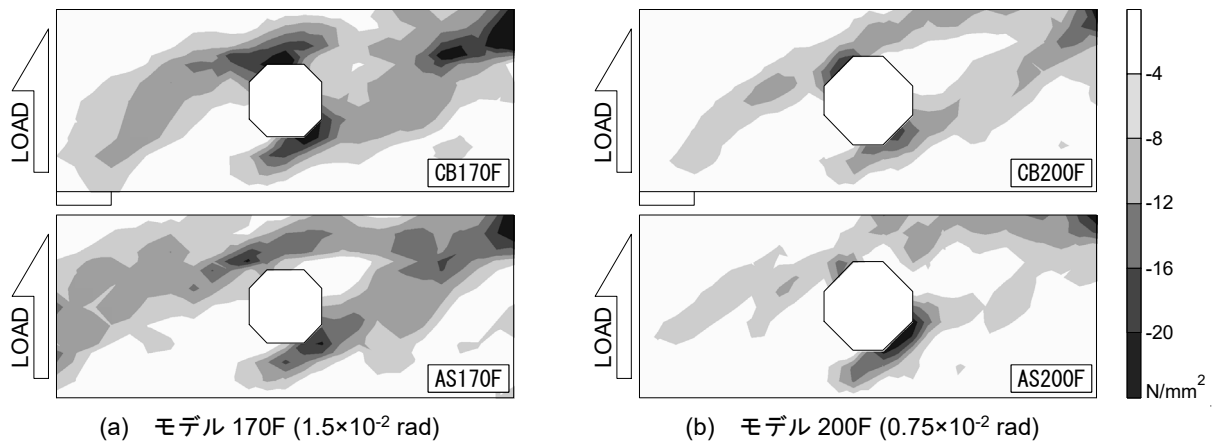 LOAD
CB170F
LOAD
AS170F
(a) モデル 170F (1.5×10⁻² rad)
LOAD
CB200F
LOAD
AS200F
(b) モデル 200F (0.75×10⁻² rad)
-4
-8
-12
-16
-20
N/mm²